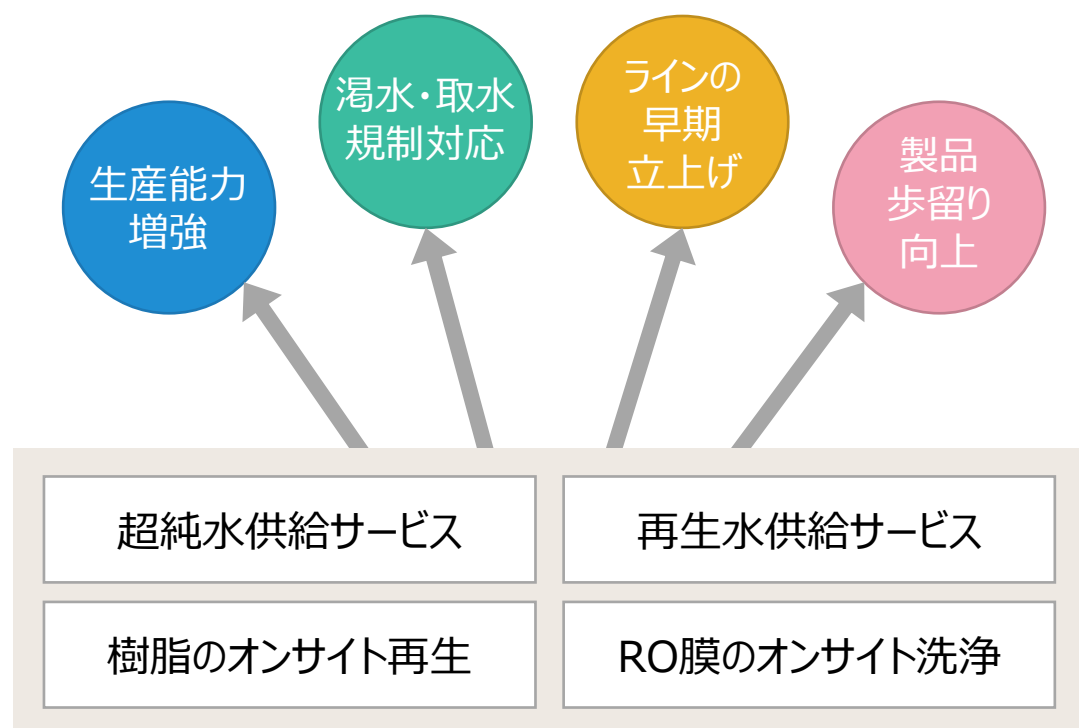 生産能力
増強
渇水・取水
規制対応
ラインの
早期
立上げ
製品
歩留り
向上
超純水供給サービス
再生水供給サービス
樹脂のオンサイト再生
RO膜のオンサイト洗浄